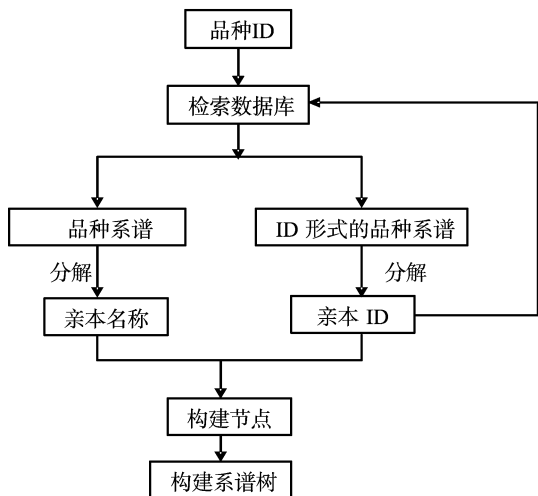 品种ID
检索数据库
品种系谱
ID 形式的品种系谱
分解
分解
亲本名称
亲本 ID
构建节点
构建系谱树